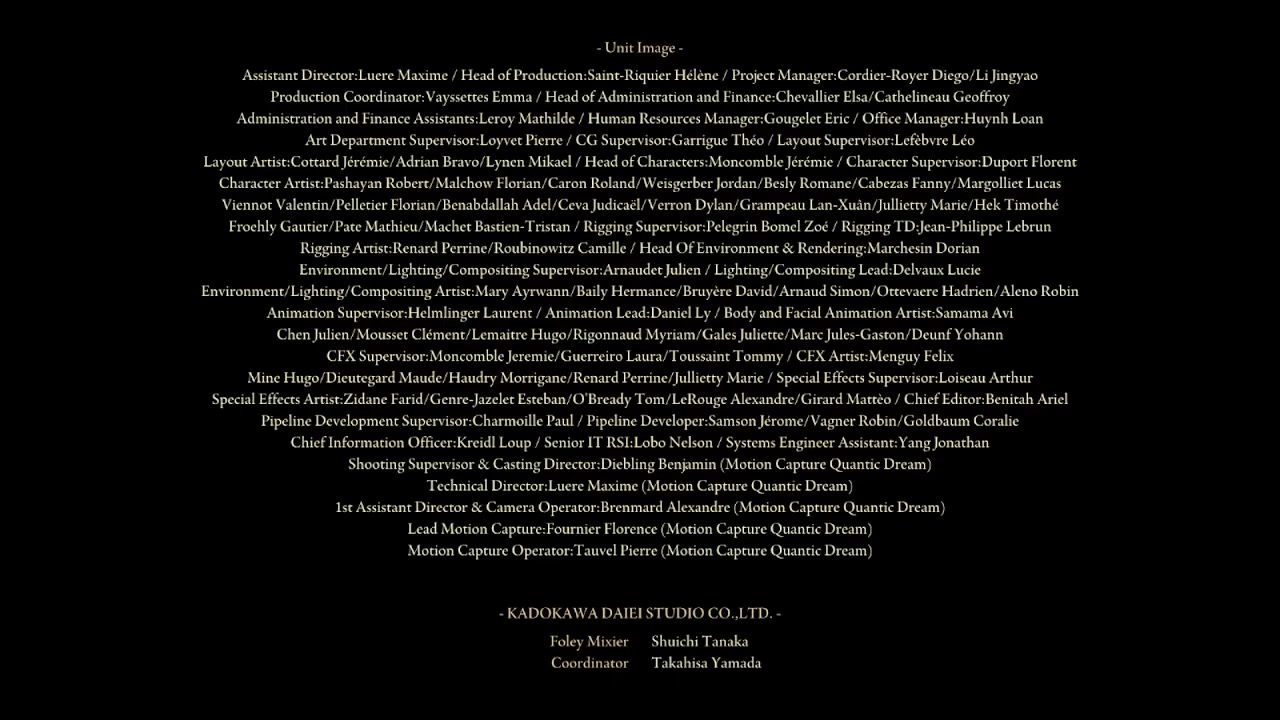 - Unit Image -
Assistant Director:Luere Maxime / Head of Production:Saint-Riquier Hélène / Project Manager:Cordier-Royer Diego/Li Jingyao
Production Coordinator:Vayssettes Emma / Head of Administration and Finance:Chevallier Elsa/Cathelineau Geoffroy
Administration and Finance Assistants:Leroy Mathilde / Human Resources Manager:Gougelet Eric / Office Manager:Huynh Loan
Art Department Supervisor:Loyvet Pierre / CG Supervisor:Garrigue Théo / Layout Supervisor:Lefèbvre Léo
Layout Artist:Cottard Jérémie/Adrian Bravo/Lynen Mikael / Head of Characters:Moncomble Jérémie / Character Supervisor:Duport Florent
Character Artist:Pashayan Robert/Malchow Florian/Caron Roland/Weisgerber Jordan/Besly Romane/Cabezas Fanny/Margolliet Lucas
Viennot Valentin/Pelletier Florian/Benabdallah Adel/Ceva Judicaël/Verron Dylan/Grampeau Lan-Xuân/Jullietty Marie/Hek Timothé
Froehly Gautier/Pate Mathieu/Machet Bastien-Tristan / Rigging Supervisor:Pelegrin Bomel Zoé / Rigging TD:Jean-Philippe Lebrun
Rigging Artist:Renard Perrine/Roubinowitz Camille / Head Of Environment & Rendering:Marchesin Dorian
Environment/Lighting/Compositing Supervisor:Arnaudet Julien / Lighting/Compositing Lead:Delvaux Lucie
Environment/Lighting/Compositing Artist:Mary Ayrwann/Baily Hermance/Bruyère David/Arnaud Simon/Ottevaere Hadrien/Aleno Robin
Animation Supervisor:Helmlinger Laurent / Animation Lead:Daniel Ly / Body and Facial Animation Artist:Samama Avi
Chen Julien/Mousset Clément/Lemaitre Hugo/Rigonnaud Myriam/Gales Juliette/Marc Jules-Gaston/Deunf Yohann
CFX Supervisor:Moncomble Jeremie/Guerreiro Laura/Toussaint Tommy / CFX Artist:Menguy Felix
Mine Hugo/Dieutegard Maude/Haudry Morrigane/Renard Perrine/Jullietty Marie / Special Effects Supervisor:Loiseau Arthur
Special Effects Artist:Zidane Farid/Genre-Jazelet Esteban/O'Bready Tom/LeRouge Alexandre/Girard Mattèo / Chief Editor:Benitah Ariel
Pipeline Development Supervisor:Charmoille Paul / Pipeline Developer:Samson Jérome/Vagner Robin/Goldbaum Coralie
Chief Information Officer:Kreidl Loup / Senior IT RSI:Lobo Nelson / Systems Engineer Assistant:Yang Jonathan
Shooting Supervisor & Casting Director:Diebling Benjamin (Motion Capture Quantic Dream)
Technical Director:Luere Maxime (Motion Capture Quantic Dream)
1st Assistant Director & Camera Operator:Brenmard Alexandre (Motion Capture Quantic Dream)
Lead Motion Capture:Fournier Florence (Motion Capture Quantic Dream)
Motion Capture Operator:Tauvel Pierre (Motion Capture Quantic Dream)
- KADOKAWA DAIEI STUDIO CO.,LTD. -
Foley Mixier Shuichi Tanaka
Coordinator Takahisa Yamada